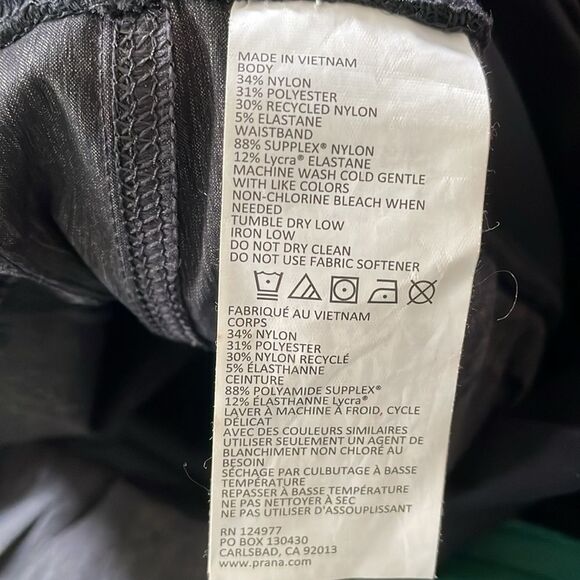 MADE IN VIETNAM
BODY
34% NYLON
31% POLYESTER
30% RECYCLED NYLON
5% ELASTANE
WAISTBAND
88% SUPPLEX® NYLON
12% Lycra® ELASTANE
MACHINE WASH COLD GENTLE
WITH LIKE COLORS
NON-CHLORINE BLEACH WHEN
NEEDED
TUMBLE DRY LOW
IRON LOW
DO NOT DRY CLEAN
DO NOT USE FABRIC SOFTENER
FABRIQUÉ AU VIETNAM
CORPS
34% NYLON
31% POLYESTER
30% NYLON RECYCLÉ
5% ÉLASTHANNE
CEINTURE
88% POLYAMIDE SUPPLEX®
12% ÉLASTHANNE Lycra®
LAVER À MACHINE À FROID, CYCLE
DÉLICAT
AVEC DES COULEURS SIMILAIRES
UTILISER SEULEMENT UN AGENT DE
BLANCHIMENT NON CHLORÉ AU
BESOIN
SÉCHAGE PAR CULBUTAGE À BASSE
TEMPÉRATURE
REPASSER À BASSE TEMPÉRATURE
NE PAS NETTOYER À SEC
NE PAS UTILISER D'ASSOUPLISSANT
RN 124977
PO BOX 130430
CARLSBAD, CA 92013
www.prana.com